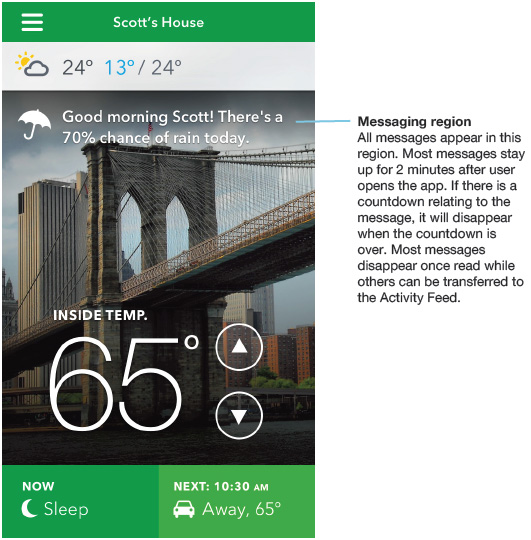 Scott's House
24° 13° / 24°
Good morning Scott! There's a
70% chance of rain today.
INSIDE TEMP.
65°
NOW
Sleep
NEXT: 10:30 AM
Away, 65°
Messaging region
All messages appear in this
region. Most messages stay
up for 2 minutes after user
opens the app. If there is a
countdown relating to the
message, it will disappear
when the countdown is
over. Most messages
disappear once read while
others can be transferred to
the Activity Feed.